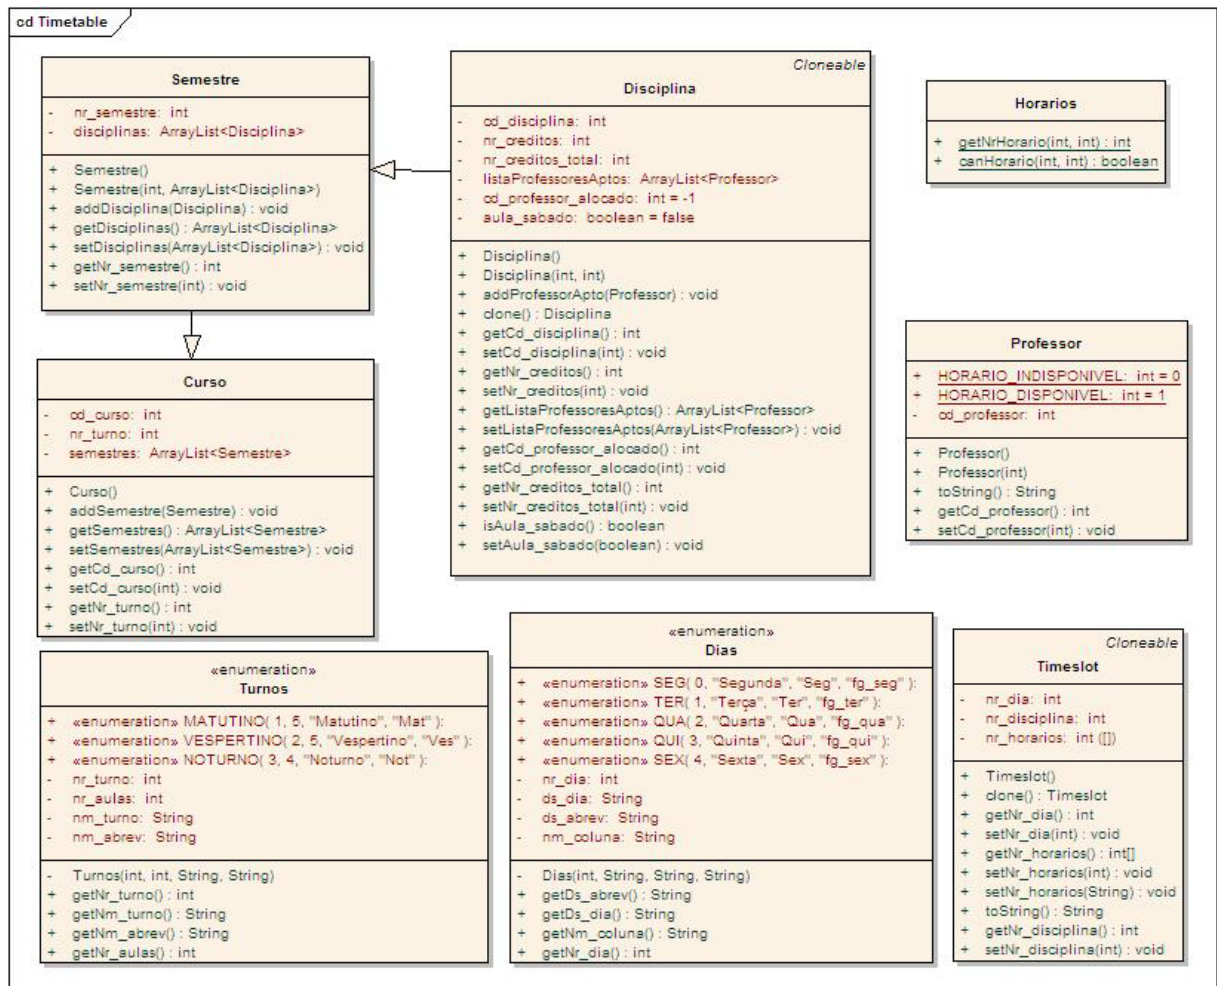 cd Timetable
Semestre
- nr_semestre: int
- disciplinas: ArrayList<Disciplina>
+ Semestre()
+ Semestre(int, ArrayList<Disciplina>)
+ addDisciplina(Disciplina) : void
+ getDisciplinas() : ArrayList<Disciplina>
+ setDisciplinas(ArrayList<Disciplina>) : void
+ getNr_semestre() : int
+ setNr_semestre(int) : void
Cloneable
Disciplina
- cd_disciplina: int
- nr_creditos: int
- nr_creditos_total: int
- listaProfessoresAptos: ArrayList<Professor>
- cd_professor_alocado: int = -1
- aula_sabado: boolean = false
+ Disciplina()
+ Disciplina(int, int)
+ addProfessorApto(Professor) : void
+ clone() : Disciplina
+ getCd_disciplina() : int
+ setCd_disciplina(int) : void
+ getNr_creditos() : int
+ setNr_creditos(int) : void
+ getListaProfessoresAptos() : ArrayList<Professor>
+ setListaProfessoresAptos(ArrayList<Professor>) : void
+ getCd_professor_alocado() : int
+ setCd_professor_alocado(int) : void
+ getNr_creditos_total() : int
+ setNr_creditos_total(int) : void
+ isAula_sabado() : boolean
+ setAula_sabado(boolean) : void
Horarios
+ getNrHorario(int, int) : int
+ canHorario(int, int) : boolean
Curso
- cd_curso: int
- nr_turno: int
- semestres: ArrayList<Semestre>
+ Curso()
+ addSemestre(Semestre) : void
+ getSemestres() : ArrayList<Semestre>
+ setSemestres(ArrayList<Semestre>) : void
+ getCd_curso() : int
+ setCd_curso(int) : void
+ getNr_turno() : int
+ setNr_turno(int) : void
Professor
+ HORARIO_INDISPONIVEL: int = 0
+ HORARIO_DISPONIVEL: int = 1
- cd_professor: int
+ Professor()
+ Professor(int)
+ toString() : String
+ getCd_professor() : int
+ setCd_professor(int) : void
«enumeration»
Turnos
+ «enumeration» MATUTINO( 1, 5, "Matutino", "Mat" ):
+ «enumeration» VESPERTINO( 2, 5, "Vespertino", "Ves" ):
+ «enumeration» NOTURNO( 3, 4, "Noturno", "Not" ):
- nr_turno: int
- nr_aulas: int
- nm_turno: String
- nm_abrev: String
- Turnos(int, int, String, String)
+ getNr_turno() : int
+ getNm_turno() : String
+ getNm_abrev() : String
+ getNr_aulas() : int
«enumeration»
Dias
+ «enumeration» SEG( 0, "Segunda", "Seg", "fg_seg" ):
+ «enumeration» TER( 1, "Terça", "Ter", "fg_ter" ):
+ «enumeration» QUA( 2, "Quarta", "Qua", "fg_qua" ):
+ «enumeration» QUI( 3, "Quinta", "Qui", "fg_qui" ):
+ «enumeration» SEX( 4, "Sexta", "Sex", "fg_sex" ):
- nr_dia: int
- ds_dia: String
- ds_abrev: String
- nm_coluna: String
- Dias(int, String, String, String)
+ getDs_abrev() : String
+ getDs_dia() : String
+ getNm_coluna() : String
+ getNr_dia() : int
Cloneable
Timeslot
- nr_dia: int
- nr_disciplina: int
- nr_horarios: int ([])
+ Timeslot()
+ clone() : Timeslot
+ getNr_dia() : int
+ setNr_dia(int) : void
+ getNr_horarios() : int[]
+ setNr_horarios(int) : void
+ setNr_horarios(String) : void
+ toString() : String
+ getNr_disciplina() : int
+ setNr_disciplina(int) : void